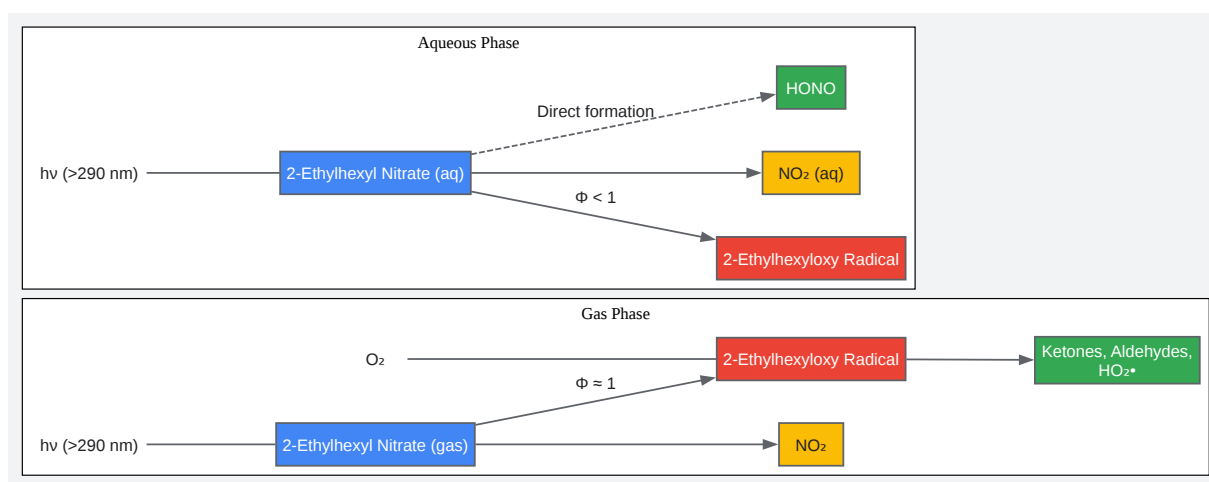 Aqueous Phase
HONO
Direct formation
hν (>290 nm)
2-Ethylhexyl Nitrate (aq)
NO₂ (aq)
Φ < 1
2-Ethylhexyloxy Radical
Gas Phase
O₂
2-Ethylhexyloxy Radical
Ketones, Aldehydes,
HO₂•
Φ ≈ 1
hν (>290 nm)
2-Ethylhexyl Nitrate (gas)
NO₂